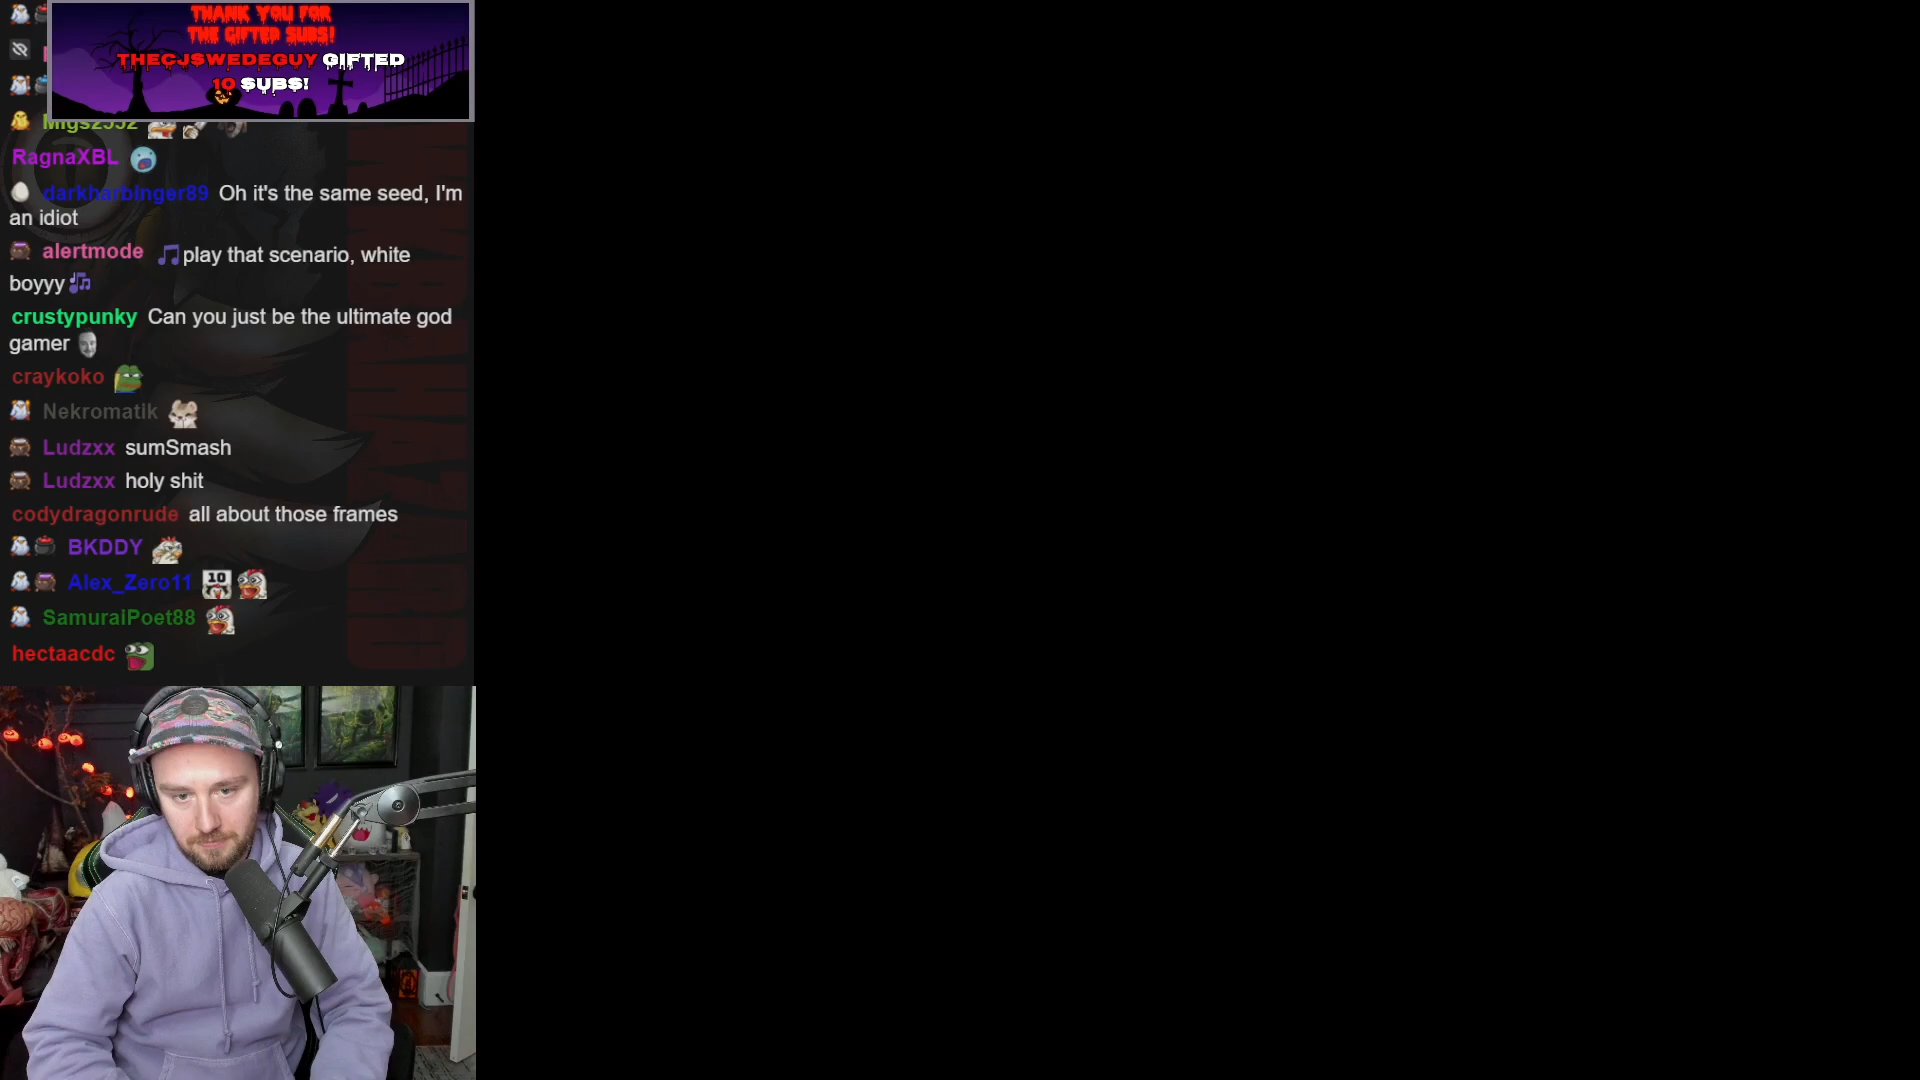 THANK YOU FOR
THE GIFTED SUBS!
THECJSWEDEGUY GIFTED
10 SUBS!
Migs2552
RagnaXBL
darkharbinger89 Oh it's the same seed, I'm
an idiot
alertmode 🎵play that scenario, white
boyyy🎶
crustypunky Can you just be the ultimate god
gamer
craykoko
Nekromatik
Ludzxx sumSmash
Ludzxx holy shit
codydragonrude all about those frames
BKDDY
Alex_Zero11 10
SamuraiPoet88
hectaacdc